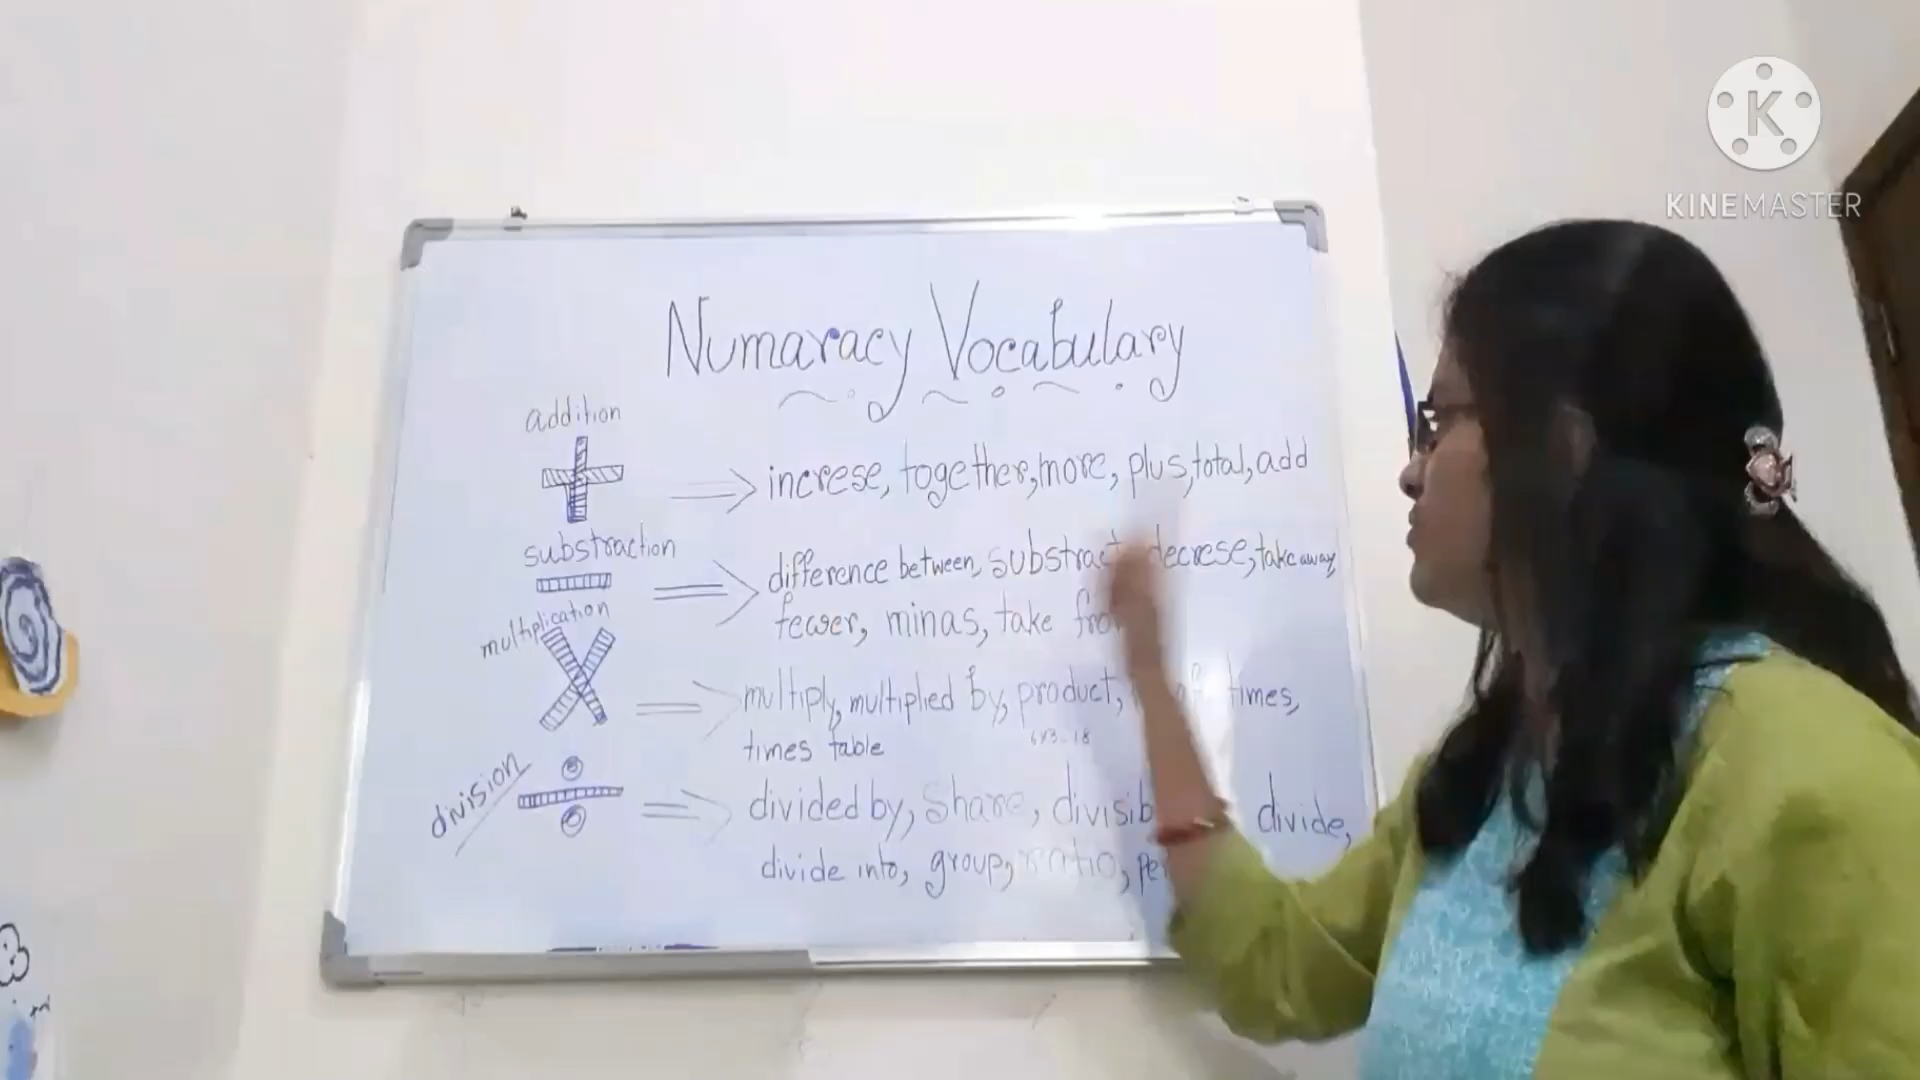 KINEMASTER
Numaracy Vocabulary
addition
increse, together, more, plus, total, add
substraction
difference between, substract decrese, take away,
fewer, minas, take from
multiplication
multiply, multiplied by, product, times,
times table
6x3=18
division
divided by, share, divide,
divide into, group, ratio,